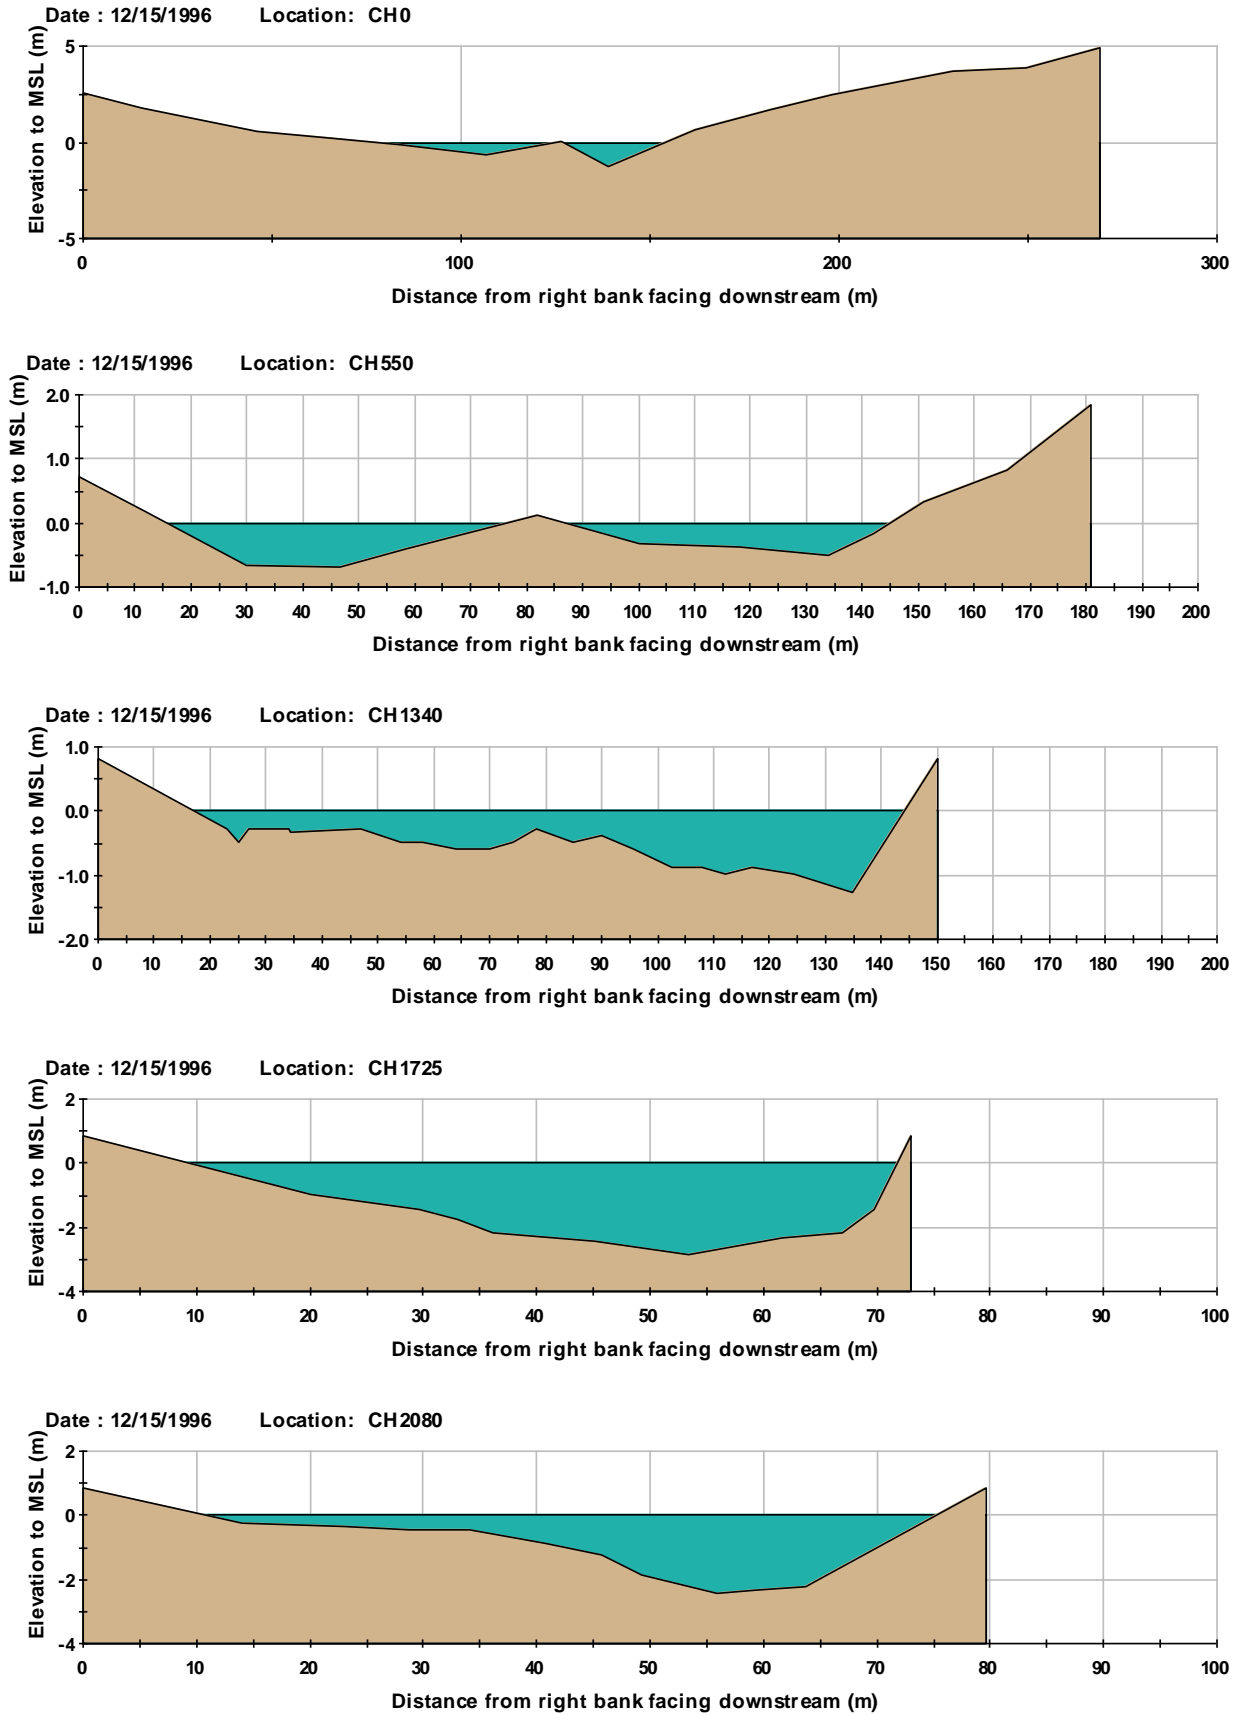 Date : 12/15/1996 Location: CH0
Elevation to MSL (m)
5
0
-5
0 100 200 300
Distance from right bank facing downstream (m)
Date : 12/15/1996 Location: CH550
Elevation to MSL (m)
2.0
1.0
0.0
-1.0
0 10 20 30 40 50 60 70 80 90 100 110 120 130 140 150 160 170 180 190 200
Distance from right bank facing downstream (m)
Date : 12/15/1996 Location: CH1340
Elevation to MSL (m)
1.0
0.0
-1.0
-2.0
0 10 20 30 40 50 60 70 80 90 100 110 120 130 140 150 160 170 180 190 200
Distance from right bank facing downstream (m)
Date : 12/15/1996 Location: CH1725
Elevation to MSL (m)
2
0
-2
-4
0 10 20 30 40 50 60 70 80 90 100
Distance from right bank facing downstream (m)
Date : 12/15/1996 Location: CH2080
Elevation to MSL (m)
2
0
-2
-4
0 10 20 30 40 50 60 70 80 90 100
Distance from right bank facing downstream (m)